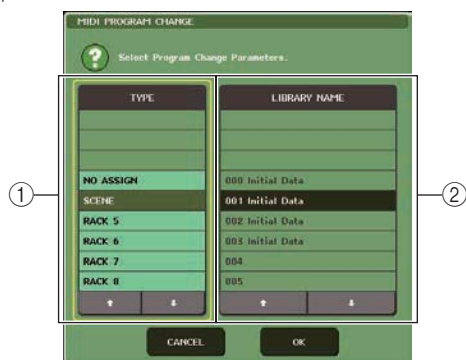 MIDI PROGRAM CHANGE
? Select Program Change Parameters.
TYPE LIBRARY NAME
NO ASSIGN 000 Initial Data
① SCENE 001 Initial Data ②
RACK 5 002 Initial Data
RACK 6 003 Initial Data
RACK 7 004
RACK 8 005
CANCEL OK